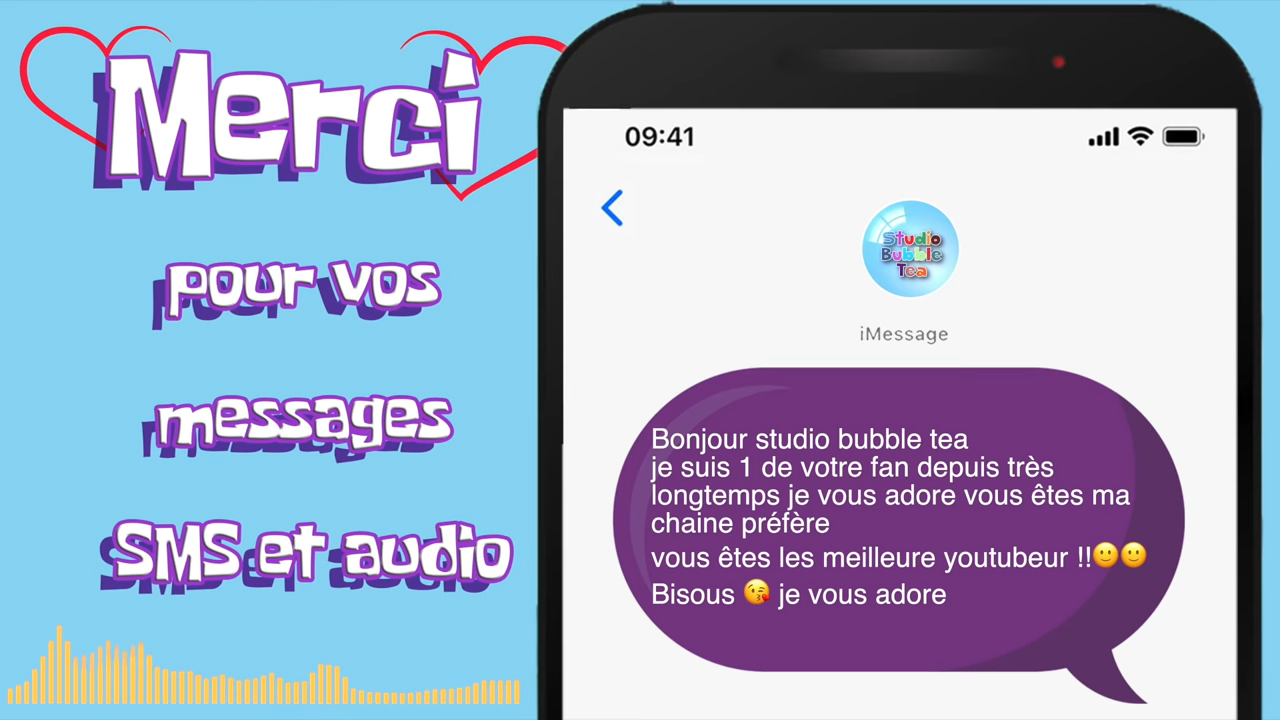 Merci
pour vos
messages
SMS et audio
09:41
Studio
Bubble
Tea
iMessage
Bonjour studio bubble tea
je suis 1 de votre fan depuis très
longtemps je vous adore vous êtes ma
chaine préfère
vous êtes les meilleure youtubeur !!🙂🙂
Bisous 😘 je vous adore